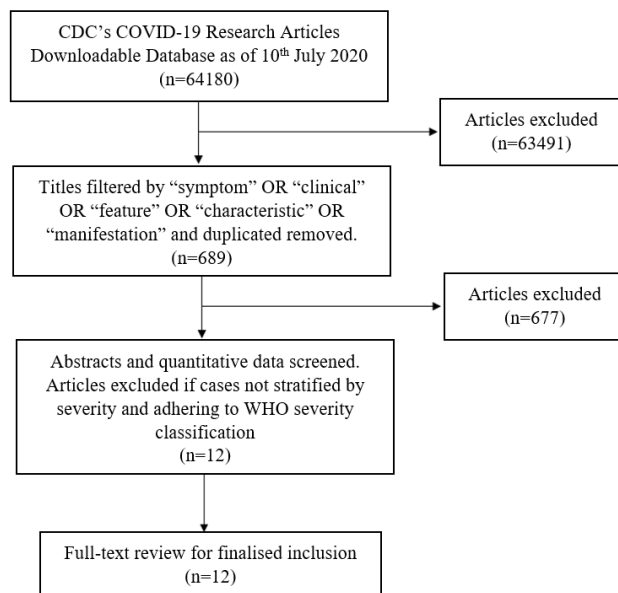 CDC's COVID-19 Research Articles
Downloadable Database as of 10th July 2020
(n=64180)
Articles excluded
(n=63491)
Titles filtered by “symptom” OR “clinical”
OR “feature” OR “characteristic” OR
“manifestation” and duplicated removed.
(n=689)
Articles excluded
(n=677)
Abstracts and quantitative data screened.
Articles excluded if cases not stratified by
severity and adhering to WHO severity
classification
(n=12)
Full-text review for finalised inclusion
(n=12)